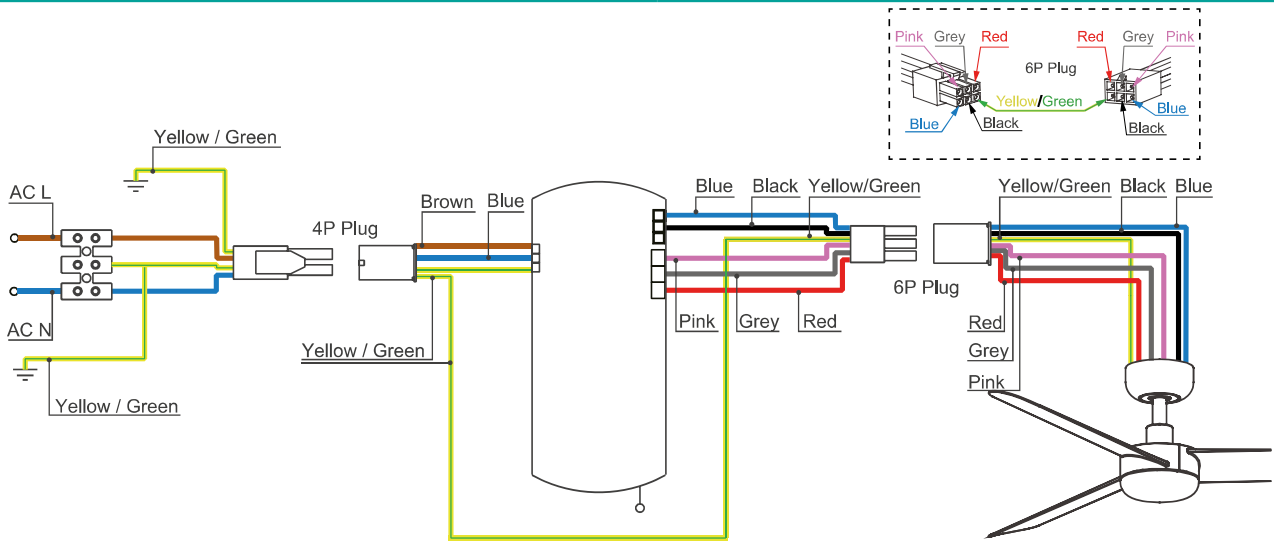 Pink Grey Red
Red Grey Pink
6P Plug
Yellow/Green
Blue
Black
Blue
Black
Yellow / Green
AC L
4P Plug
Brown
Blue
Blue
Black
Yellow/Green
Yellow/Green
Black
Blue
6P Plug
AC N
Yellow / Green
Yellow / Green
Pink
Grey
Red
Red
Grey
Pink